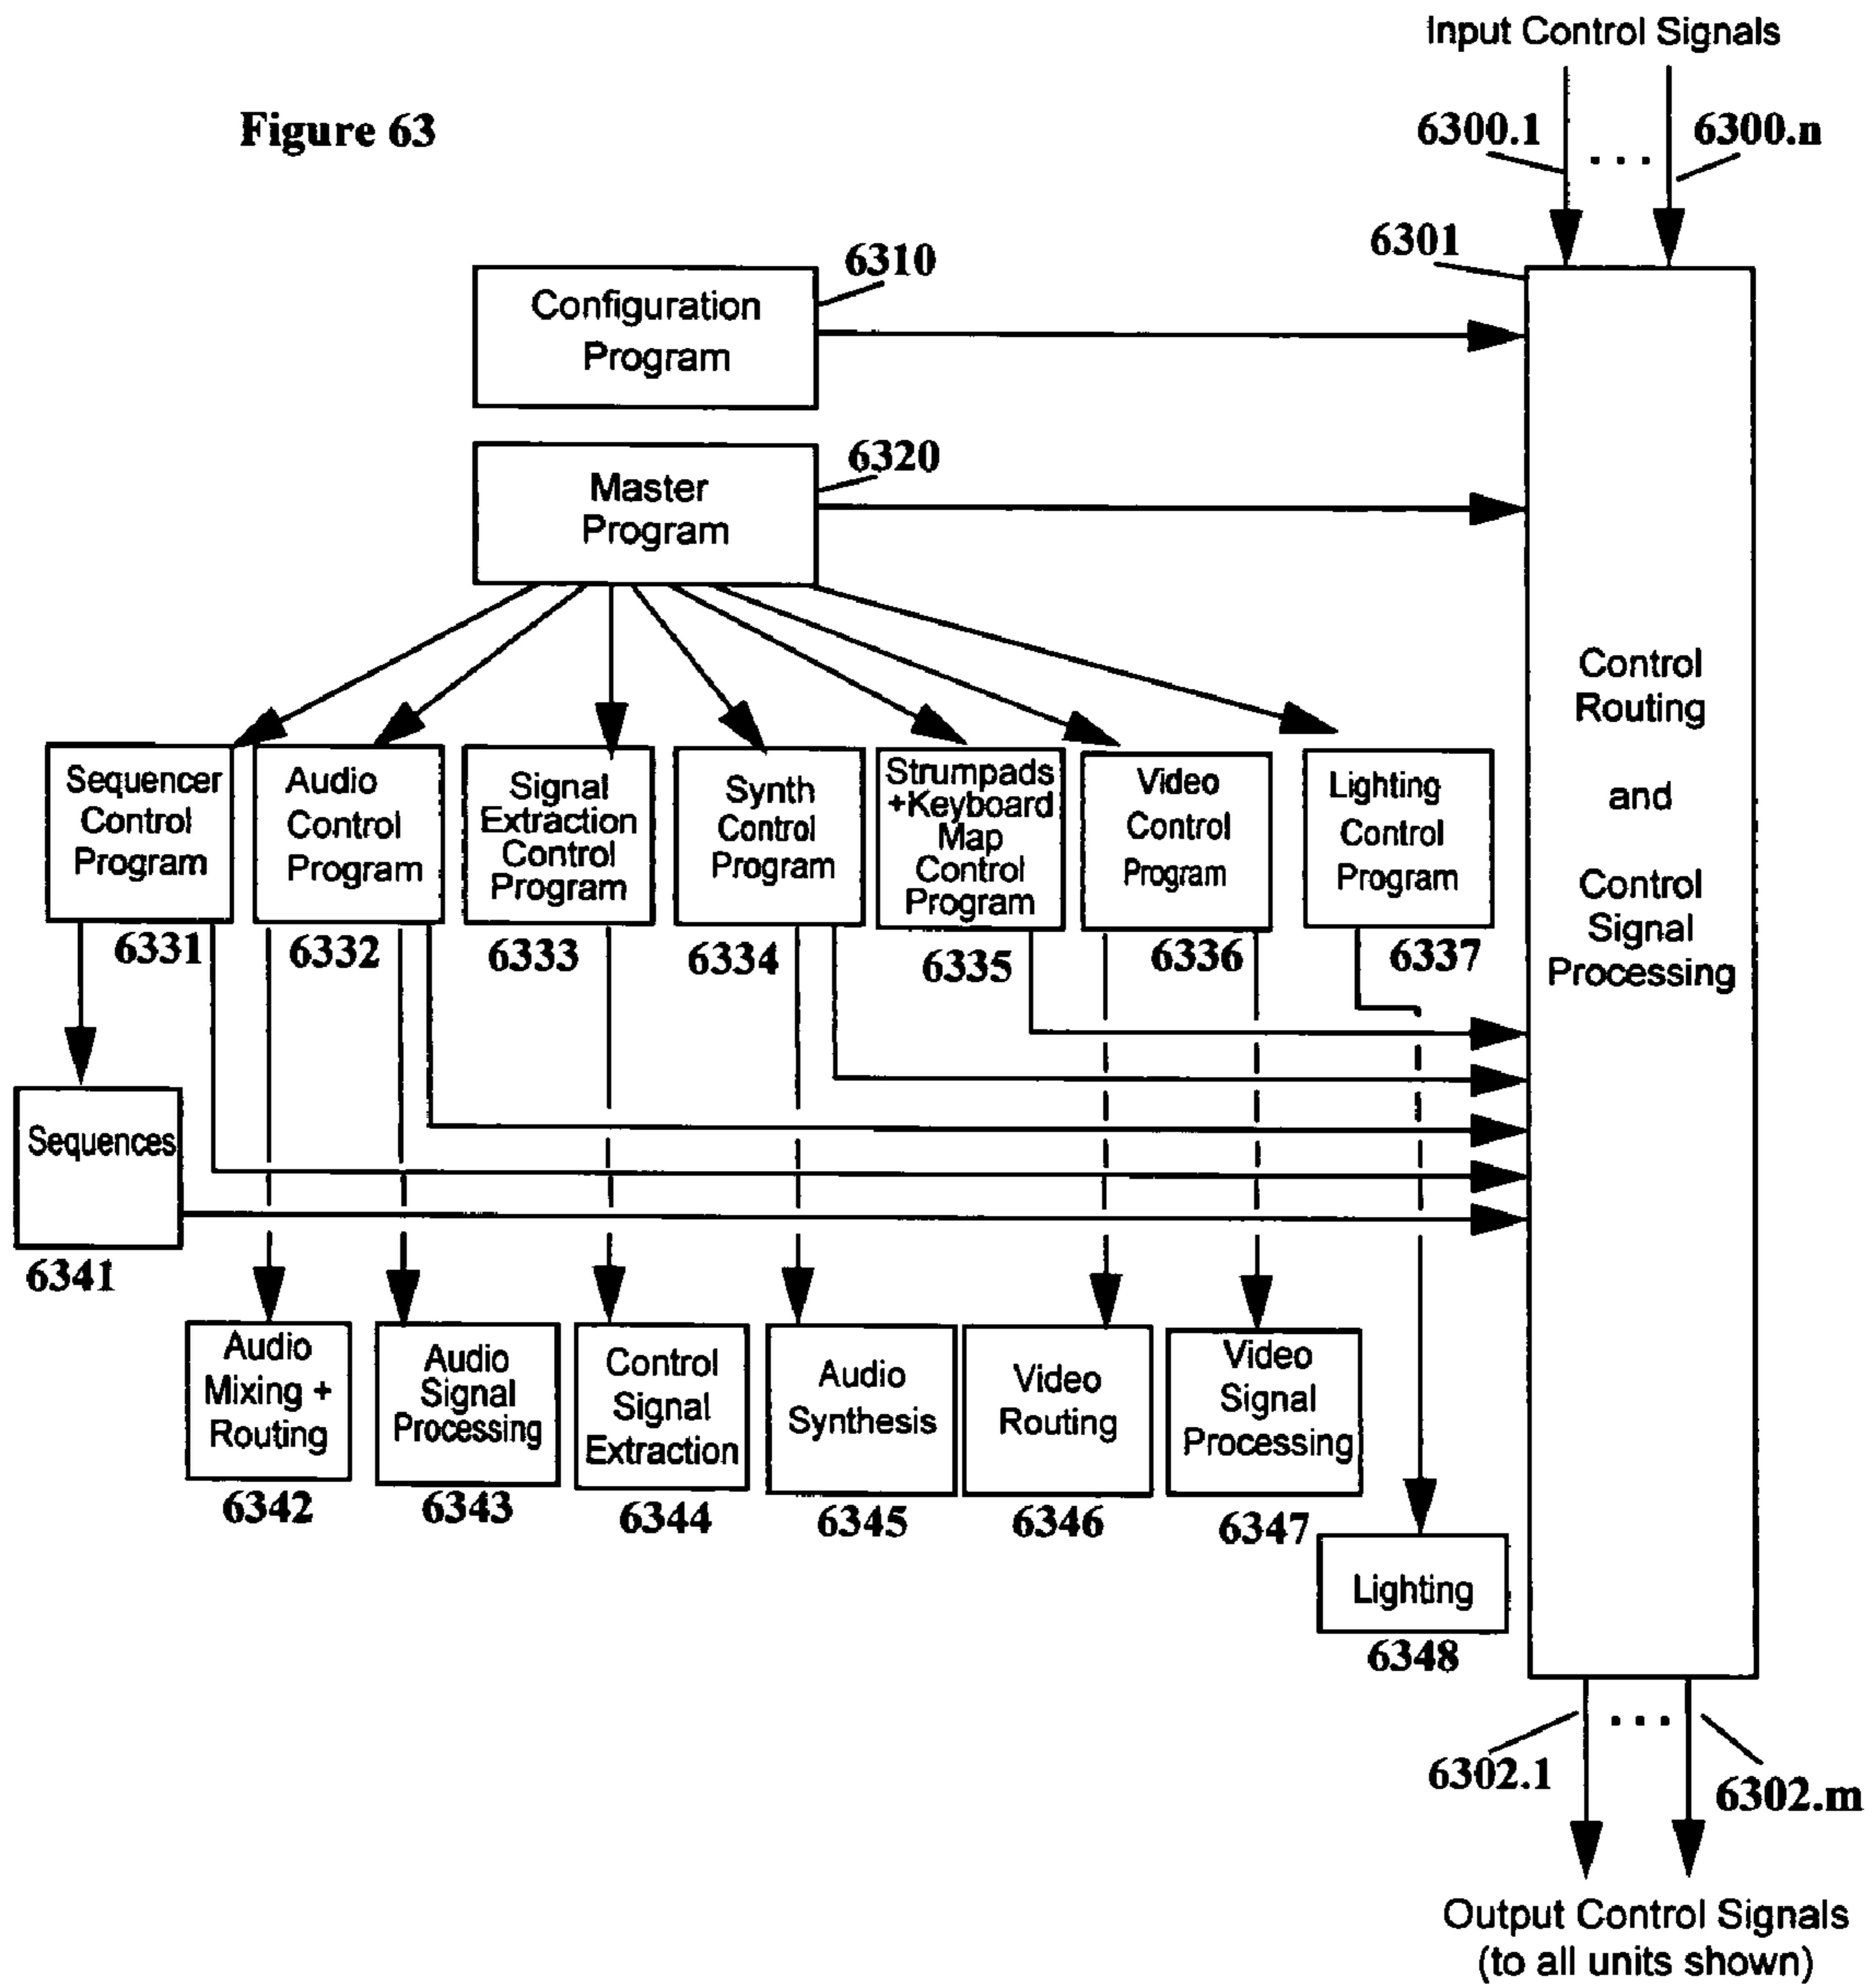 Input Control Signals
Figure 63
6300.1
...
6300.n
6301
6310
Configuration
Program
6320
Master
Program
Control
Routing
and
Control
Signal
Processing
Sequencer
Control
Program
Audio
Control
Program
Signal
Extraction
Control
Program
Synth
Control
Program
Strumpads
+Keyboard
Map
Control
Program
Video
Control
Program
Lighting
Control
Program
6331
6332
6333
6334
6335
6336
6337
Sequences
6341
Audio
Mixing +
Routing
Audio
Signal
Processing
Control
Signal
Extraction
Audio
Synthesis
Video
Routing
Video
Signal
Processing
6342
6343
6344
6345
6346
6347
Lighting
6348
...
6302.1
6302.m
Output Control Signals
(to all units shown)